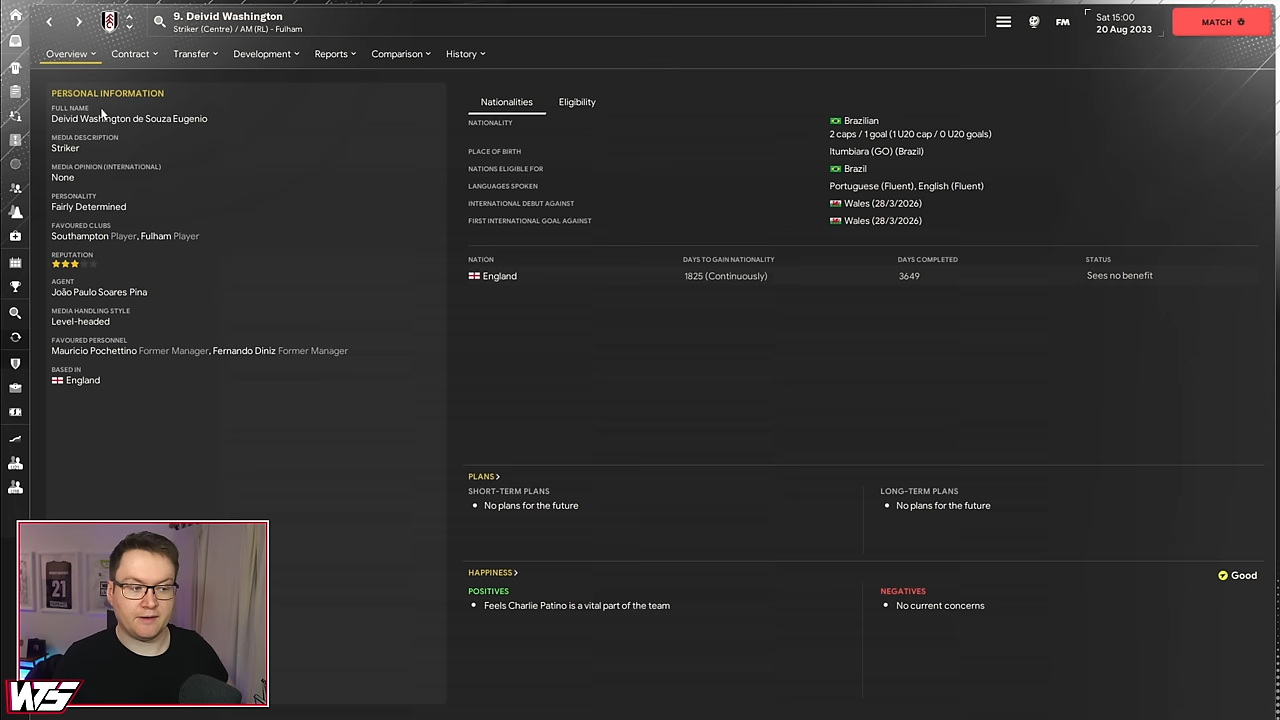 9. Deivid Washington
Striker (Centre) / AM (RL) - Fulham
FM
Sat 15:00
20 Aug 2033
MATCH
Overview
Contract
Transfer
Development
Reports
Comparison
History
PERSONAL INFORMATION
FULL NAME
Deivid Washington de Souza Eugenio
MEDIA DESCRIPTION
Striker
MEDIA OPINION (INTERNATIONAL)
None
PERSONALITY
Fairly Determined
FAVOURED CLUBS
Southampton Player, Fulham Player
REPUTATION
AGENT
João Paulo Soares Pina
MEDIA HANDLING STYLE
Level-headed
FAVOURED PERSONNEL
Mauricio Pochettino Former Manager, Fernando Diniz Former Manager
BASED IN
England
Nationalities
Eligibility
NATIONALITY
Brazilian
2 caps / 1 goal (1 U20 cap / 0 U20 goals)
PLACE OF BIRTH
Itumbiara (GO) (Brazil)
NATIONS ELIGIBLE FOR
Brazil
LANGUAGES SPOKEN
Portuguese (Fluent), English (Fluent)
INTERNATIONAL DEBUT AGAINST
Wales (28/3/2026)
FIRST INTERNATIONAL GOAL AGAINST
Wales (28/3/2026)
NATION
DAYS TO GAIN NATIONALITY
DAYS COMPLETED
STATUS
England
1825 (Continuously)
3649
Sees no benefit
PLANS
SHORT-TERM PLANS
No plans for the future
LONG-TERM PLANS
No plans for the future
HAPPINESS
Good
POSITIVES
Feels Charlie Patino is a vital part of the team
NEGATIVES
No current concerns
21
WTS